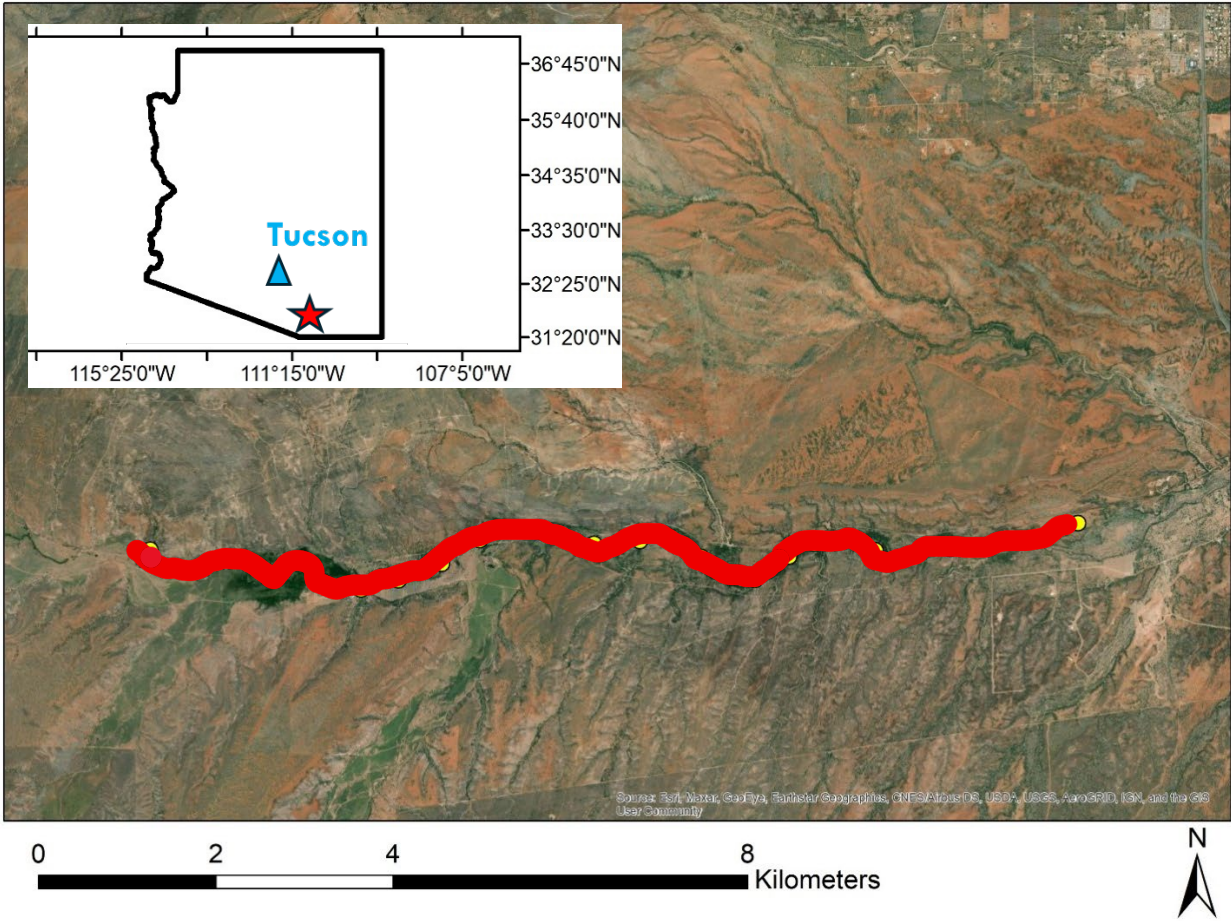 36°45'0"N
35°40'0"N
34°35'0"N
33°30'0"N
Tucson
32°25'0"N
31°20'0"N
115°25'0"W 111°15'0"W 107°5'0"W
Source: Esri, Maxar, GeoEye, Earthstar Geographics, CNES/Airbus DS, USDA, USGS, AeroGRID, IGN, and the GIS
User Community
0 2 4 8
Kilometers
N